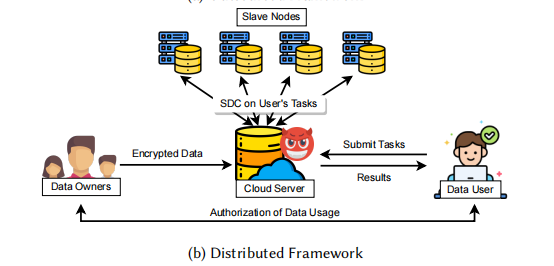 Slave Nodes
SDC on User's Tasks
Encrypted Data
Submit Tasks
Results
Data Owners
Cloud Server
Data User
Authorization of Data Usage
(b) Distributed Framework